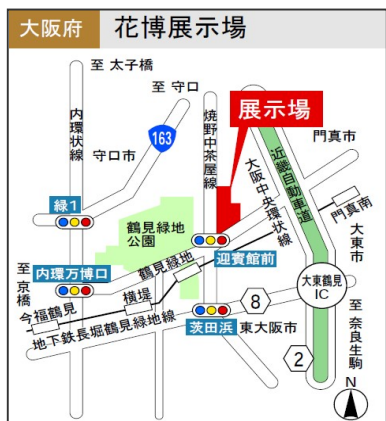 大阪府 花博展示場
至 太子橋
至 守口
内環状線
163
守口市
焼野中茶屋線
展示場
近畿自動車道
門真市
大阪中央環状線
緑1
鶴見緑地
公園
門真南
大東市
迎賓館前
至 京橋
内環万博口
鶴見緑地
大東鶴見
IC
横堤
今福鶴見
8
地下鉄長堀鶴見緑地線
茨田浜
東大阪市
至 奈良生駒
2
N